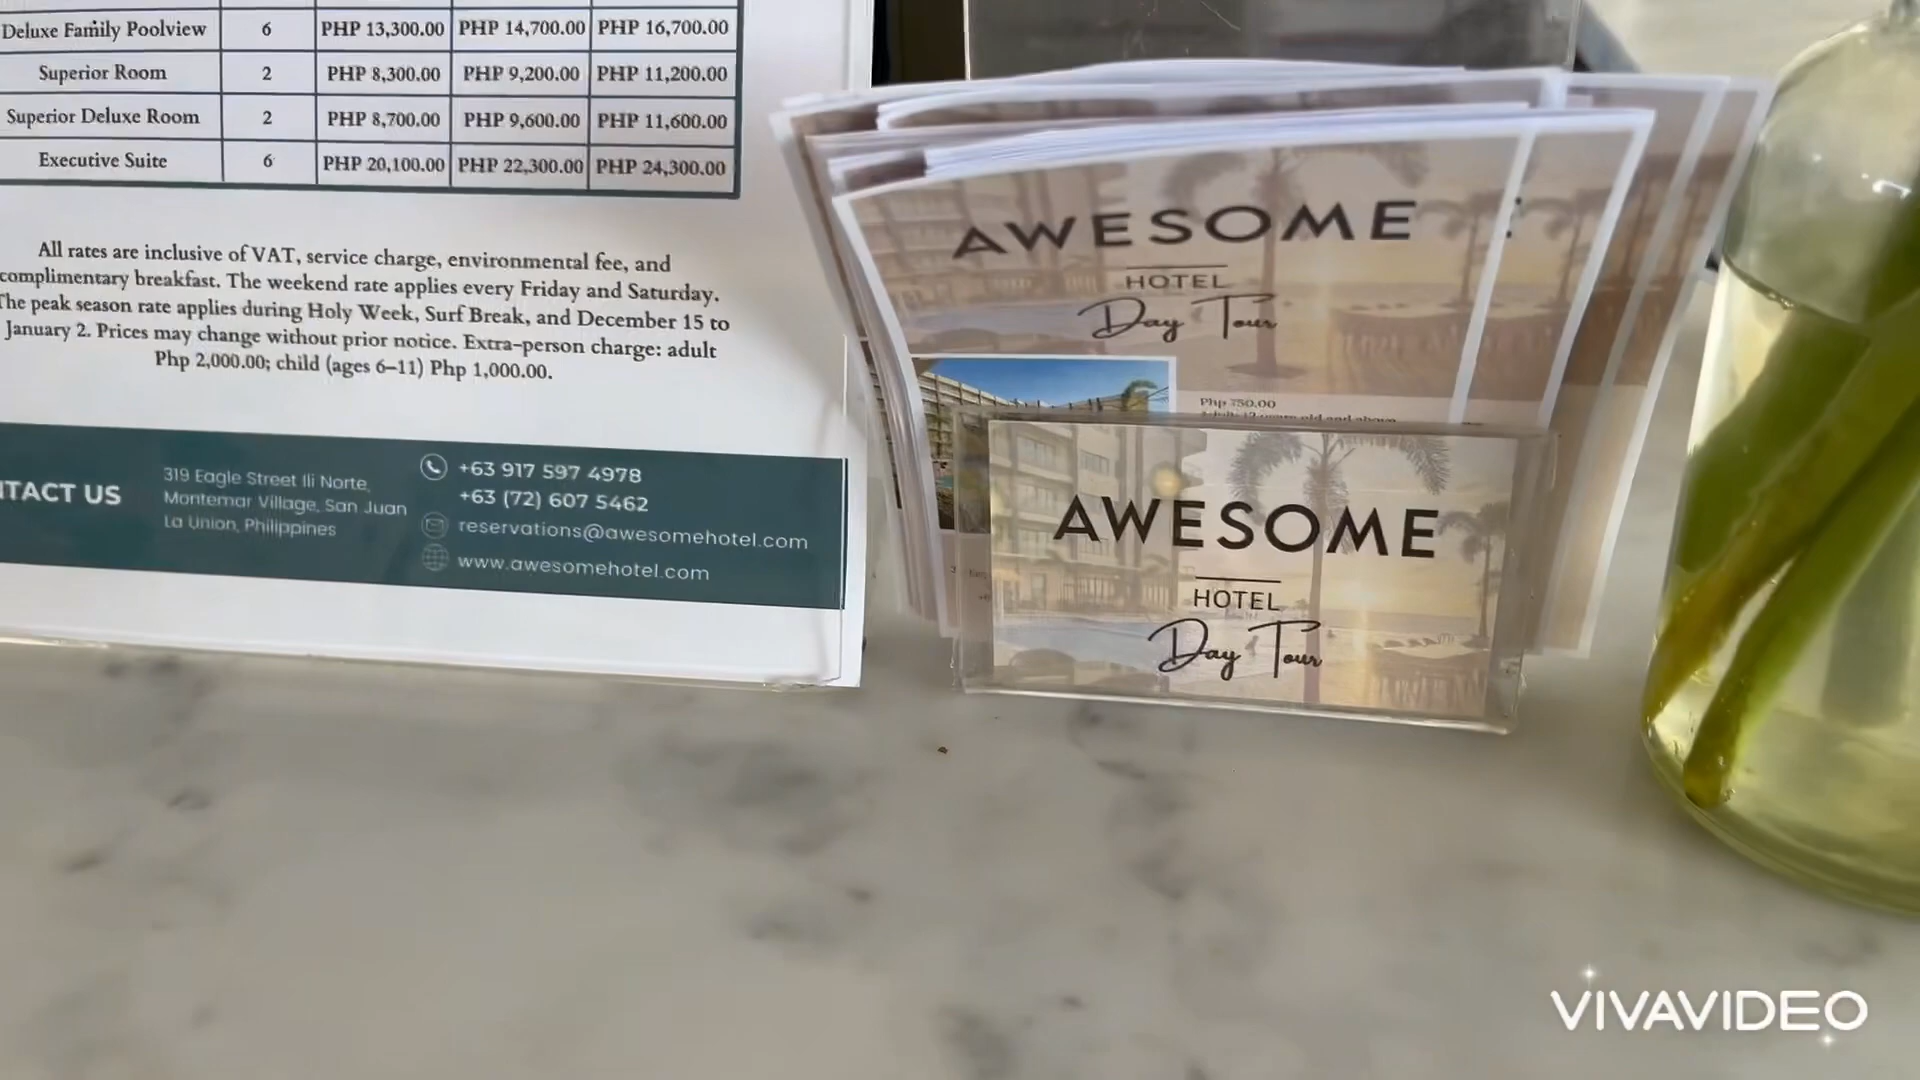 Deluxe Family Poolview 6 PHP 13,300.00 PHP 14,700.00 PHP 16,700.00
Superior Room 2 PHP 8,300.00 PHP 9,200.00 PHP 11,200.00
Superior Deluxe Room 2 PHP 8,700.00 PHP 9,600.00 PHP 11,600.00
Executive Suite 6 PHP 20,100.00 PHP 22,300.00 PHP 24,300.00
All rates are inclusive of VAT, service charge, environmental fee, and
complimentary breakfast. The weekend rate applies every Friday and Saturday.
The peak season rate applies during Holy Week, Surf Break, and December 15 to
January 2. Prices may change without prior notice. Extra-person charge: adult
Php 2,000.00; child (ages 6–11) Php 1,000.00.
NTACT US
319 Eagle Street Ili Norte,
Montemar Village, San Juan
La Union, Philippines
+63 917 597 4978
+63 (72) 607 5462
reservations@awesomehotel.com
www.awesomehotel.com
AWESOME
HOTEL
Day Tour
AWESOME
HOTEL
Day Tour
VIVAVIDEO